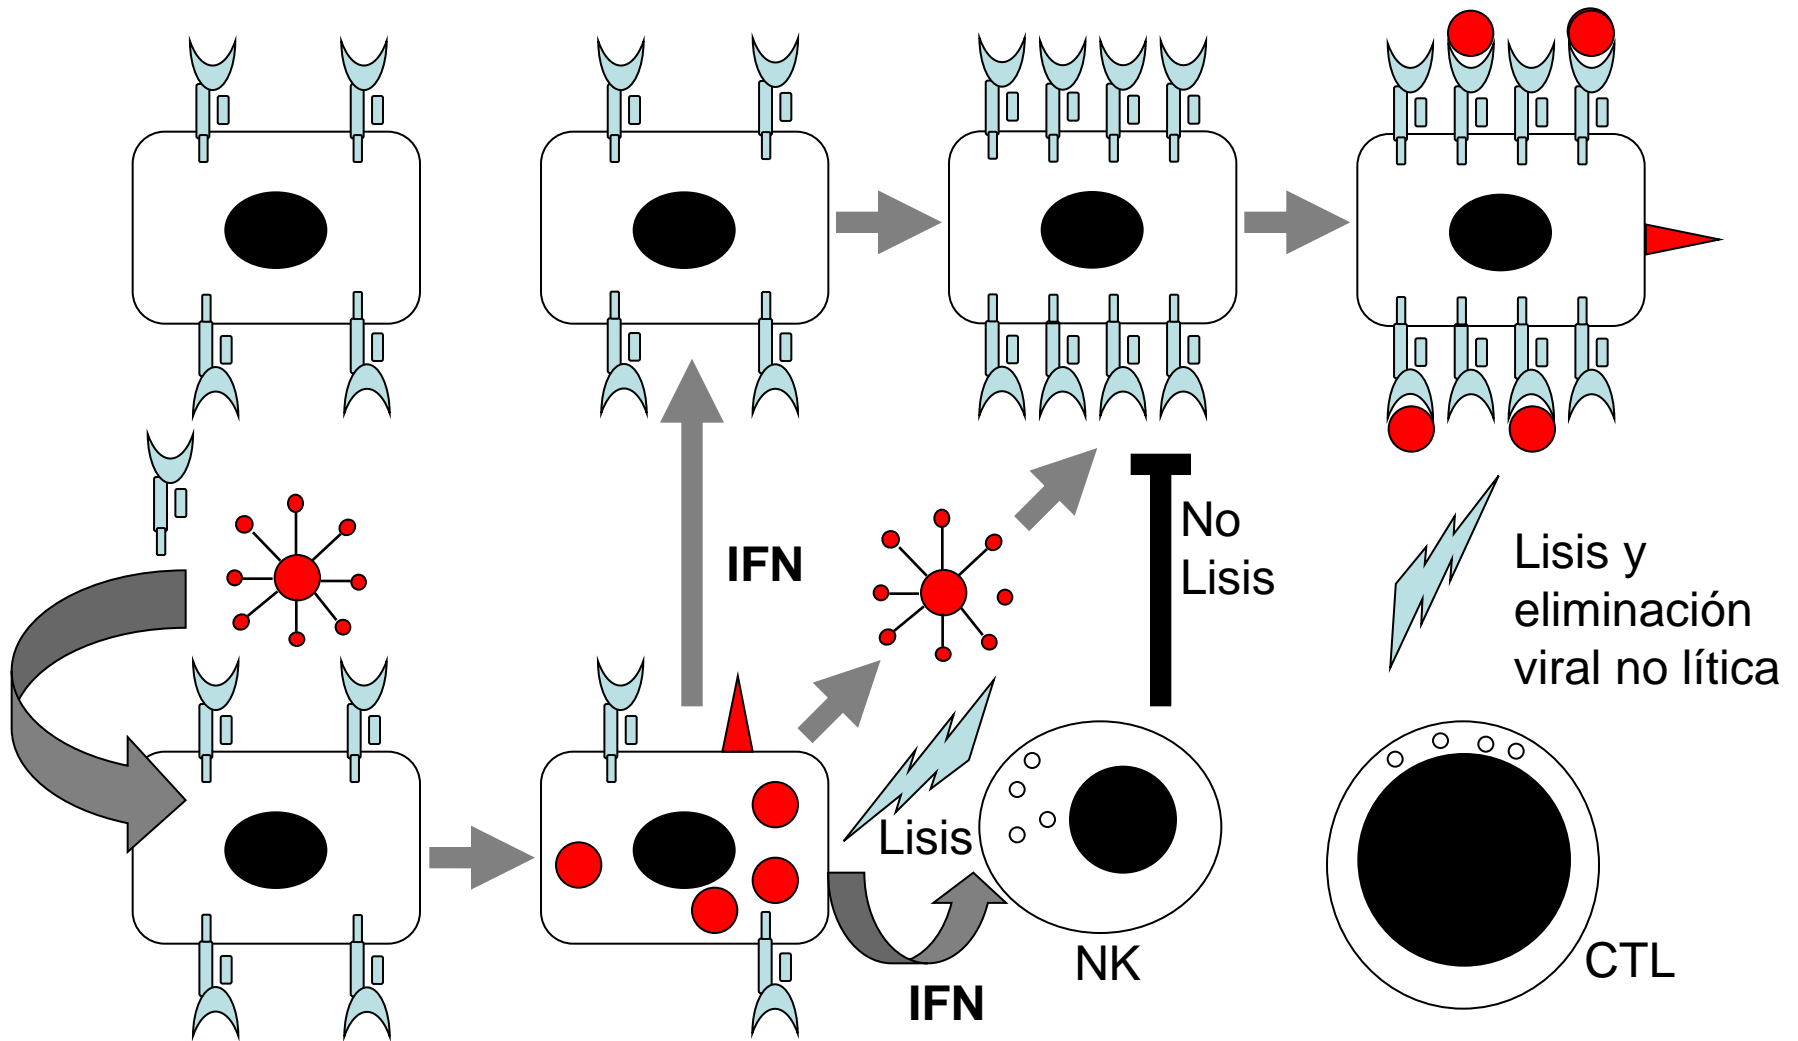 IFN
No
Lisis
Lisis y
eliminación
viral no lítica
Lisis
NK
CTL
IFN